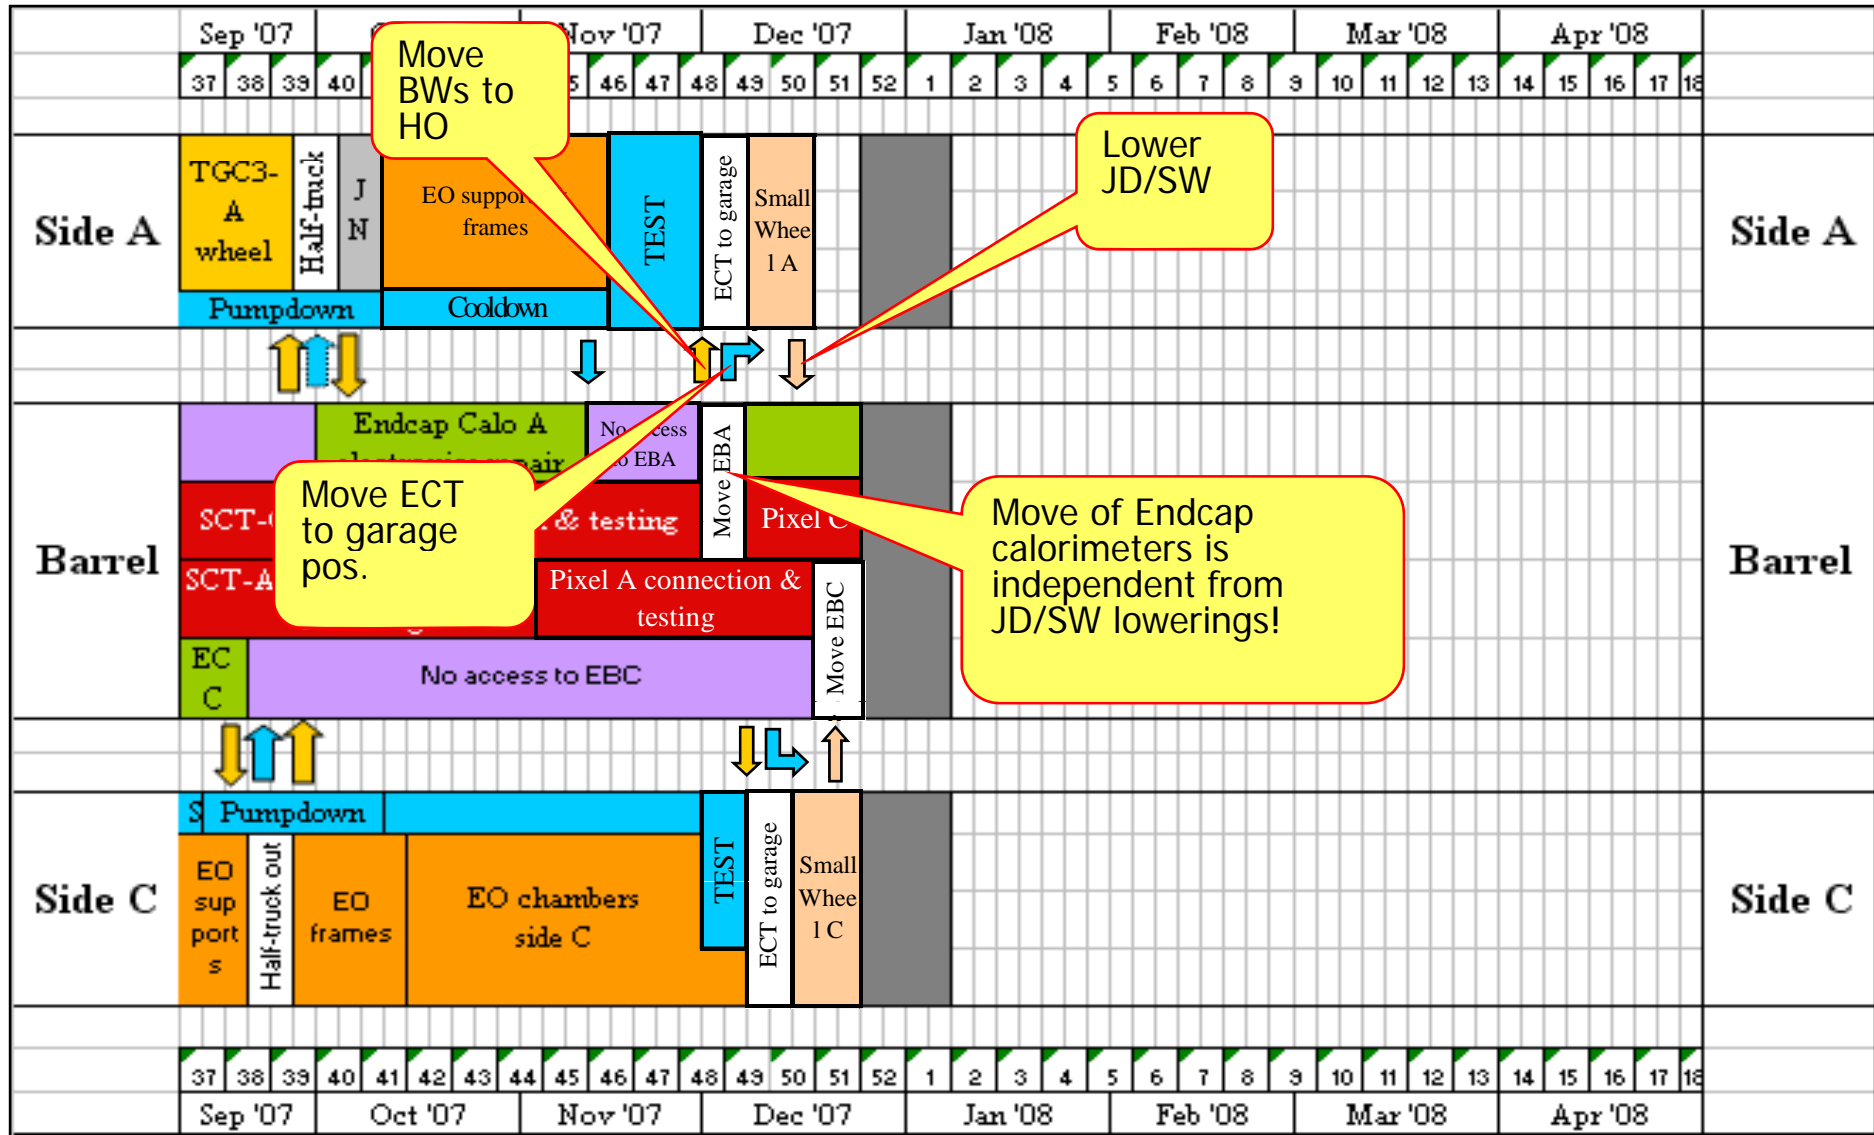 Sep '07 Nov '07 Dec '07 Jan '08 Feb '08 Mar '08 Apr '08
37 38 39 40 5 46 47 48 49 50 51 52 1 2 3 4 5 6 7 8 9 10 11 12 13 14 15 16 17 18
Move
BWs to
HO
Lower
JD/SW
Side A
TGC3-
A
wheel
Half-truck
J
N
EO
frames
TEST
ECT to garage
Small
Whee
l A
Side A
Pumpdown
Cooldown
Barrel
Endcap Calo A
No
EBA
Move EBA
Move ECT
to garage
pos.
& testing
Pixel C
Move of Endcap
calorimeters is
independent from
JD/SW lowerings!
SCT-A
Pixel A connection &
testing
Move EBC
EC
C
No access to EBC
Barrel
S
Pumpdown
Side C
EO
sup
port
s
Half-truck out
EO
frames
EO chambers
side C
TEST
ECT to garage
Small
Whee
l C
Side C
37 38 39 40 41 42 43 44 45 46 47 48 49 50 51 52 1 2 3 4 5 6 7 8 9 10 11 12 13 14 15 16 17 18
Sep '07 Oct '07 Nov '07 Dec '07 Jan '08 Feb '08 Mar '08 Apr '08